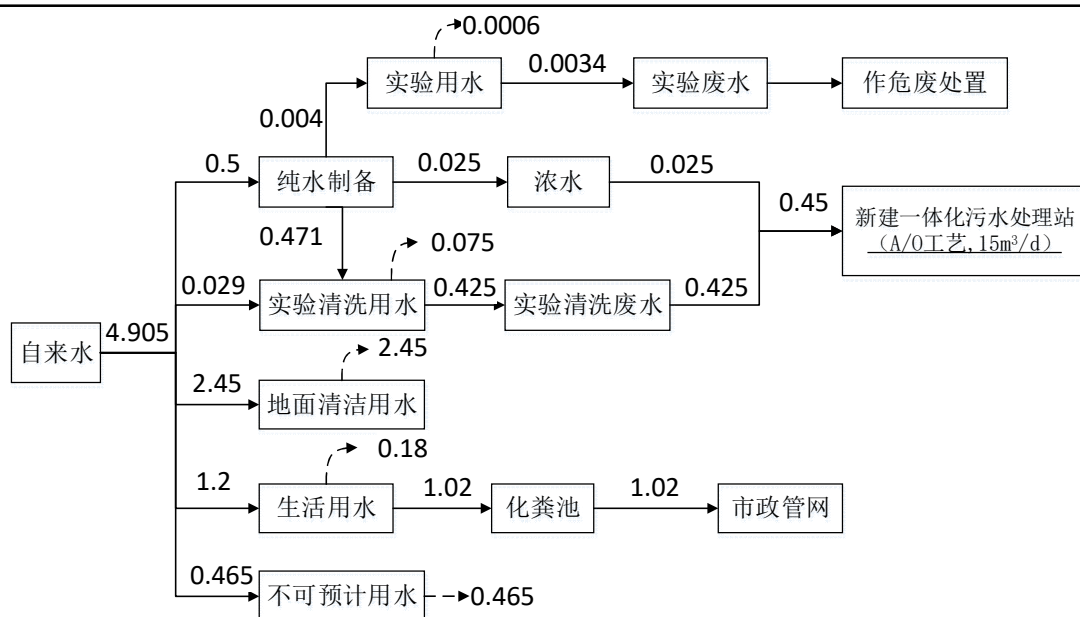 0.0006
实验用水
0.0034
实验废水
作危废处置
0.004
0.5
纯水制备
0.025
浓水
0.025
0.45
新建一体化污水处理站
（A/O工艺,15m³/d）
0.471
0.075
0.029
实验清洗用水
0.425
实验清洗废水
0.425
自来水
4.905
2.45
2.45
地面清洁用水
0.18
1.2
生活用水
1.02
化粪池
1.02
市政管网
0.465
不可预计用水
0.465